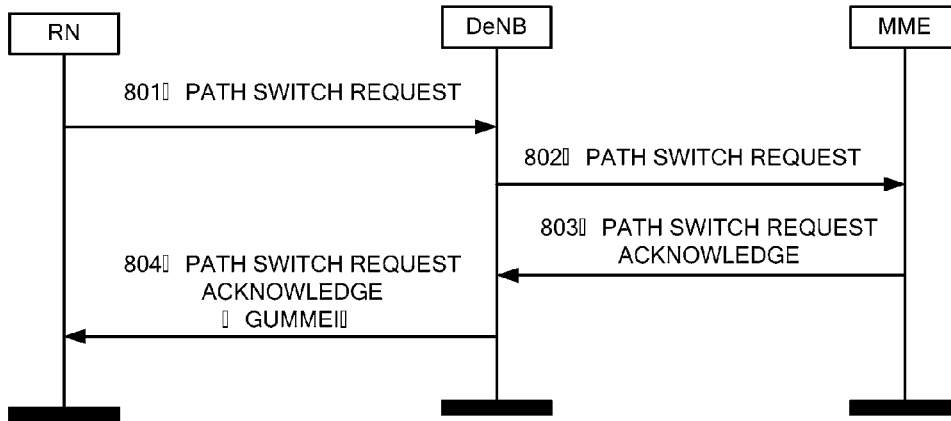 RN
DeNB
MME
801▯ PATH SWITCH REQUEST
802▯ PATH SWITCH REQUEST
803▯ PATH SWITCH REQUEST
ACKNOWLEDGE
804▯ PATH SWITCH REQUEST
ACKNOWLEDGE
▯ GUMMEI▯